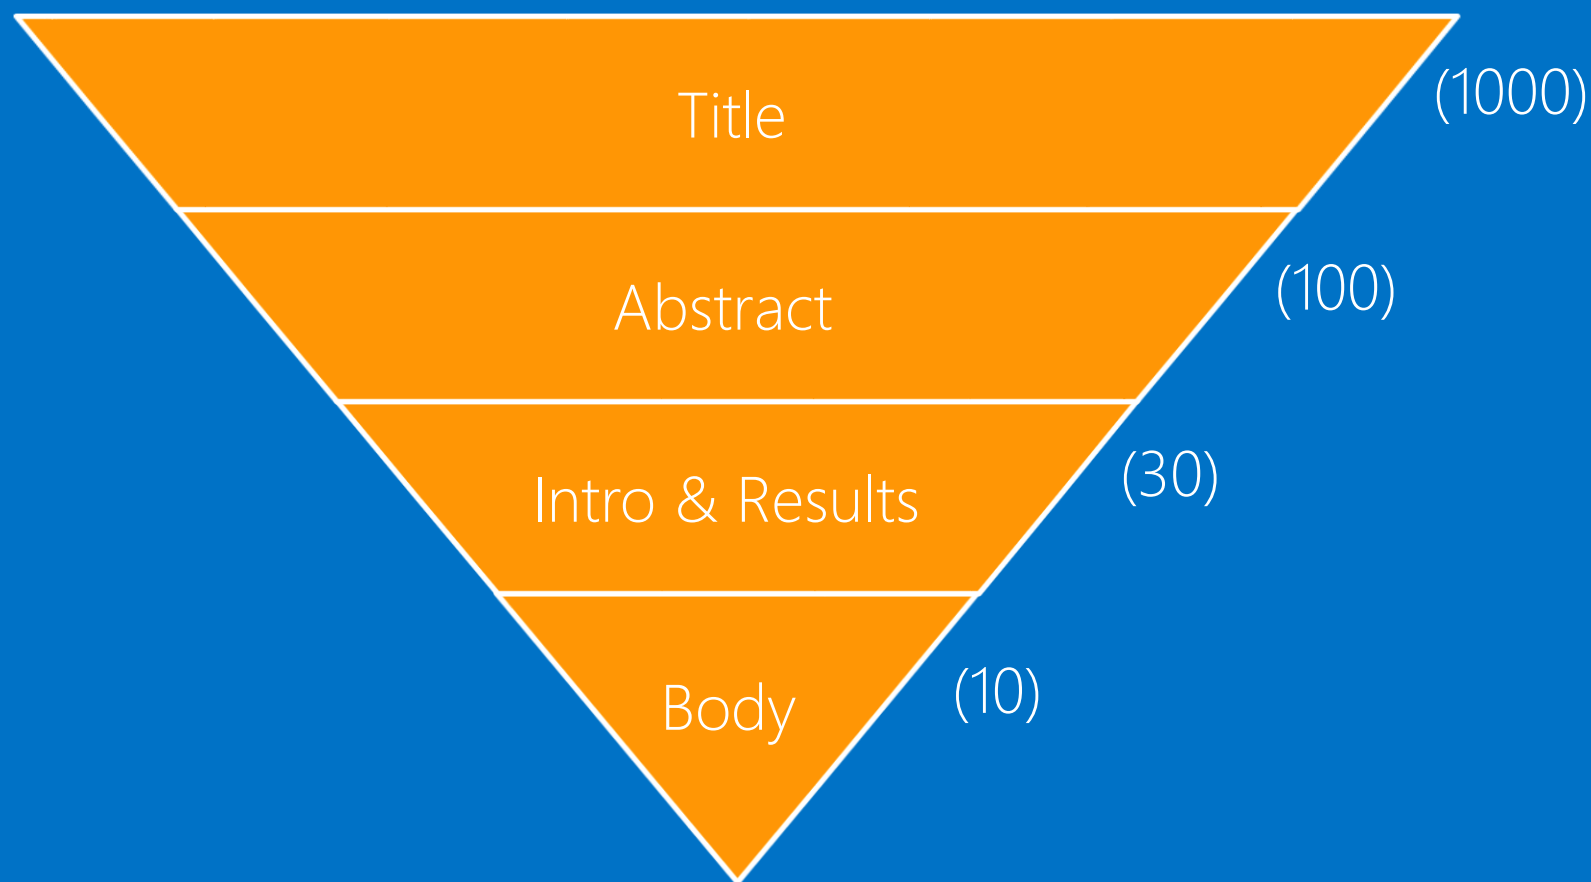 Title
(1000)
Abstract
(100)
Intro & Results
(30)
Body
(10)